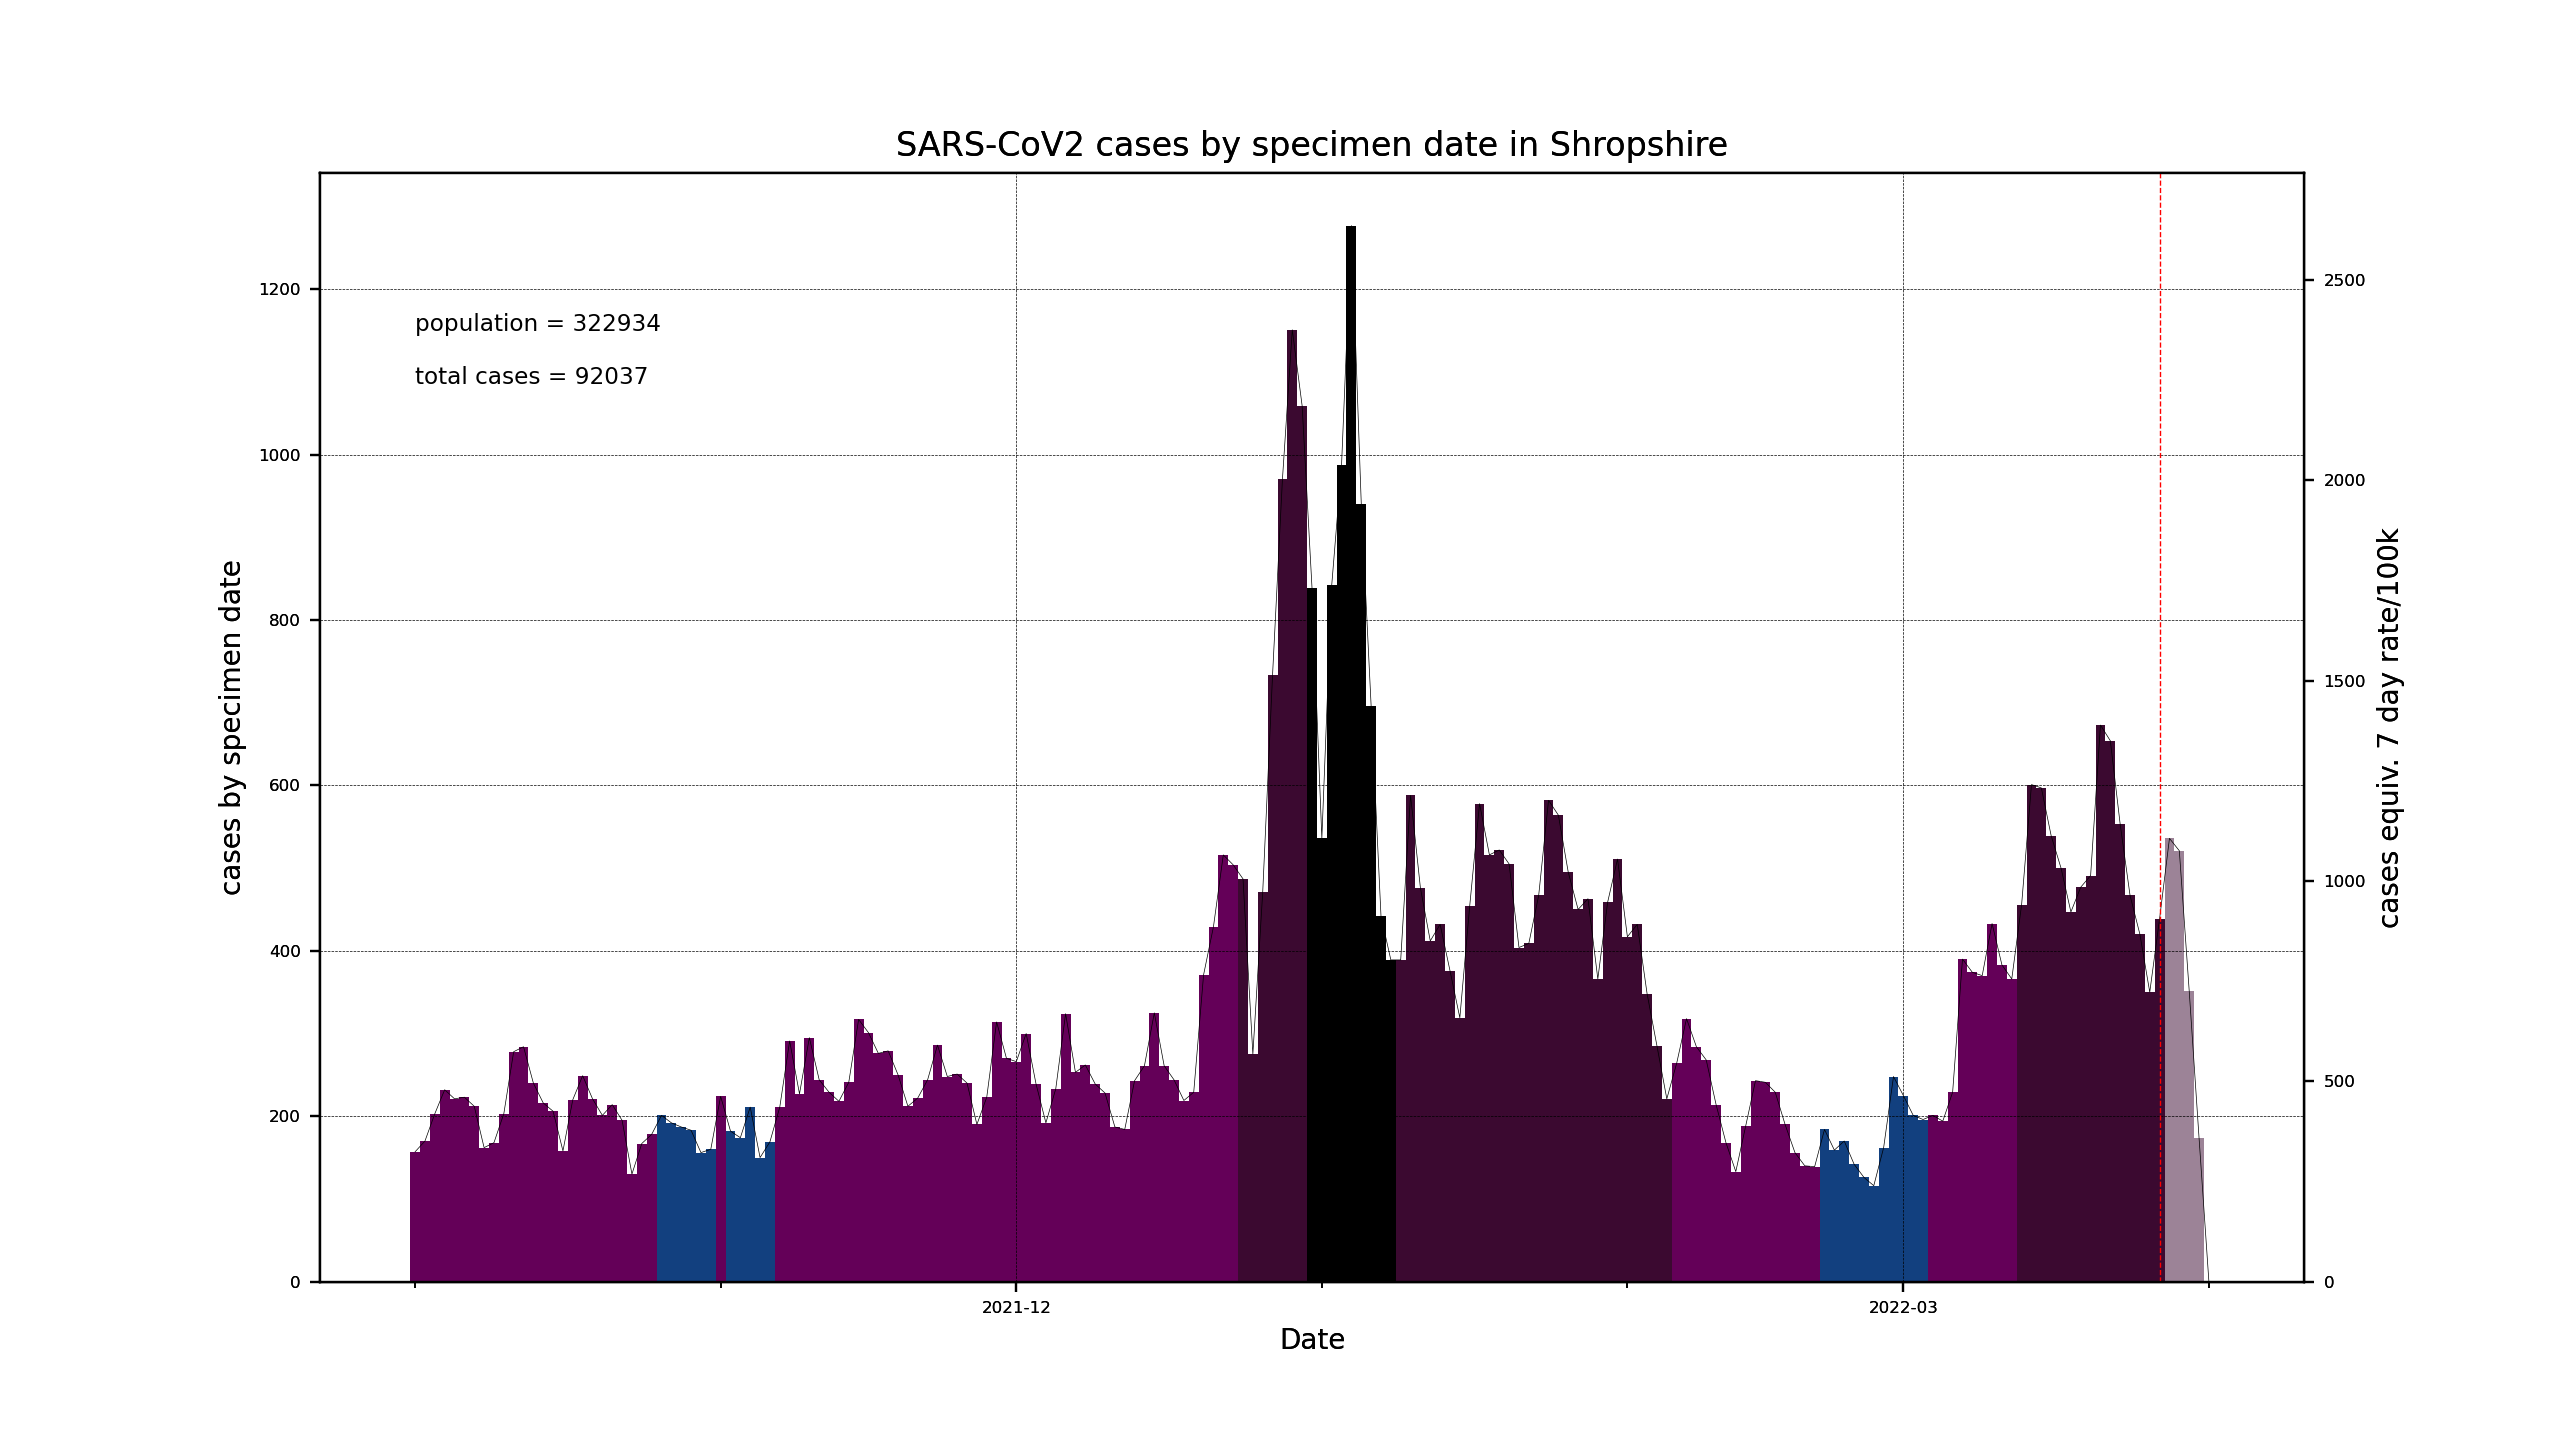 SARS-CoV2 cases by specimen date in Shropshire
population = 322934
total cases = 92037
cases by specimen date
1200
1000
800
600
400
200
0
2500
2000
1500
1000
500
0
cases equiv. 7 day rate/100k
2021-12
2022-03
Date